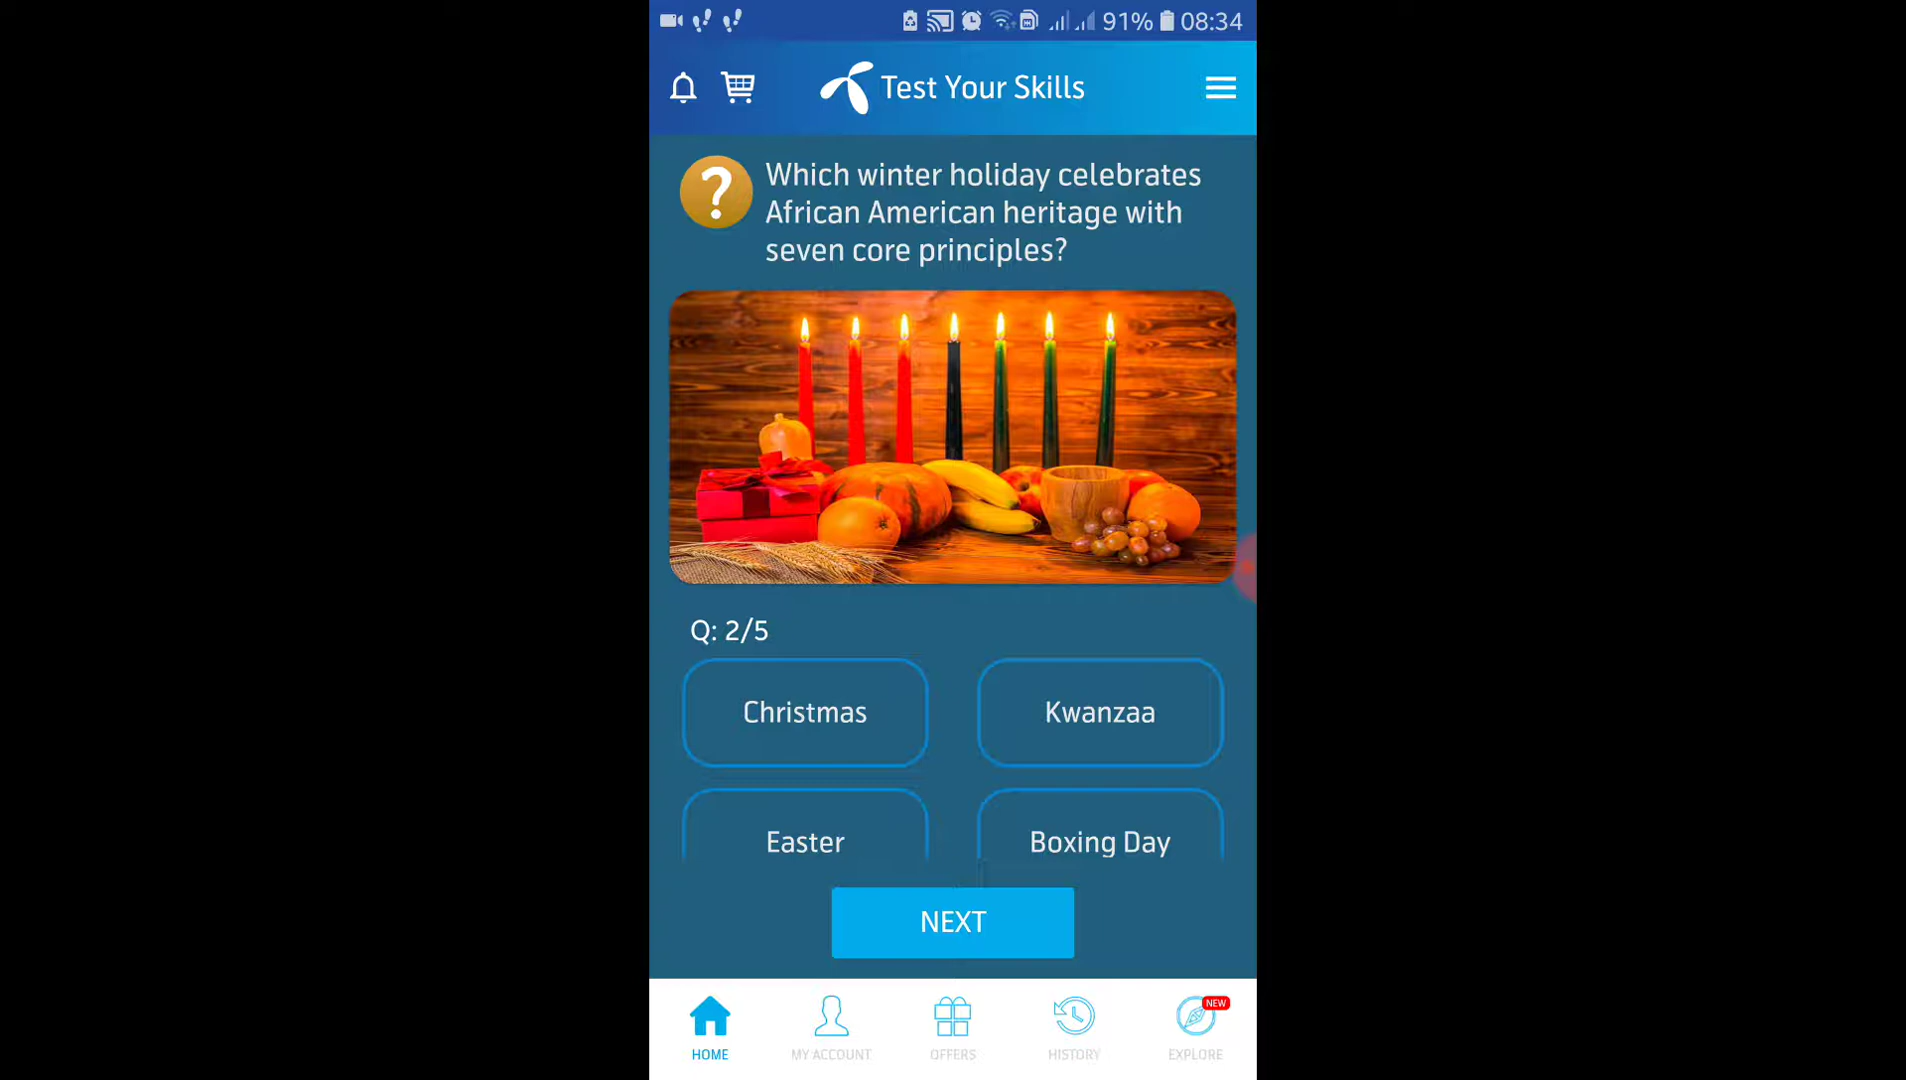 91% 08:34
Test Your Skills
? Which winter holiday celebrates
African American heritage with
seven core principles?
Q: 2/5
Christmas Kwanzaa
Easter Boxing Day
NEXT
NEW
HOME MY ACCOUNT OFFERS HISTORY EXPLORE